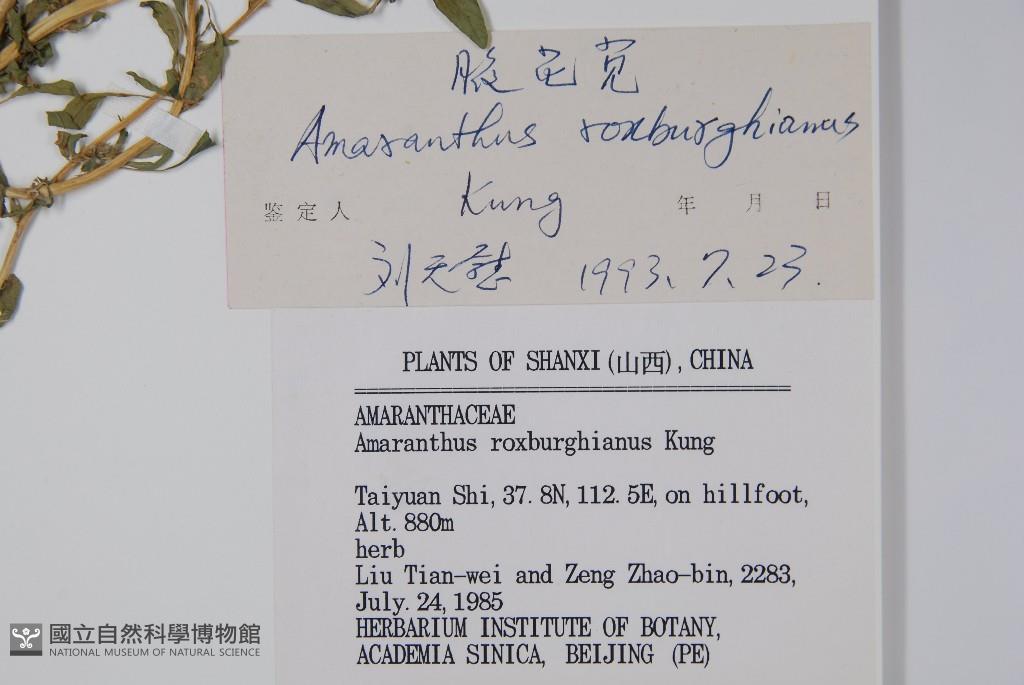 腋花苋
Amaranthus roxburghianus
Kung
鉴定人 年 月 日
刘天慰 1993.7.23.
PLANTS OF SHANXI(山西), CHINA
AMARANTHACEAE
Amaranthus roxburghianus Kung
Taiyuan Shi, 37.8N, 112.5E, on hillfoot,
Alt. 880m
herb
Liu Tian-wei and Zeng Zhao-bin, 2283,
July. 24, 1985
HERBARIUM INSTITUTE OF BOTANY,
ACADEMIA SINICA, BEIJING (PE)
國立自然科學博物館
NATIONAL MUSEUM OF NATURAL SCIENCE